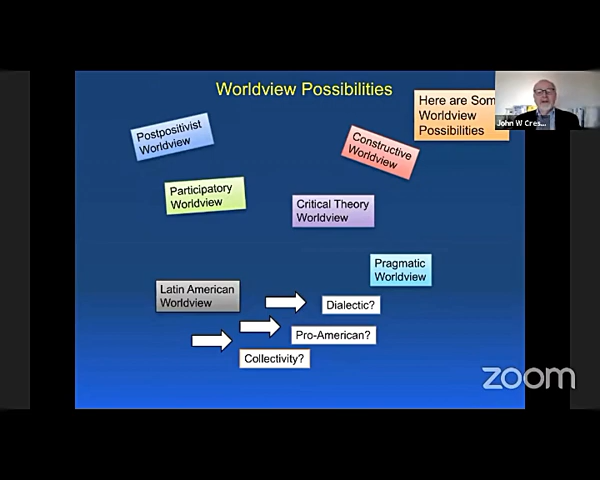 Worldview Possibilities
Here are Som
Worldview
Possibilities
John W Cres...
Postpositivist
Worldview
Constructive
Worldview
Participatory
Worldview
Critical Theory
Worldview
Pragmatic
Worldview
Latin American
Worldview
Dialectic?
Pro-American?
Collectivity?
zoom